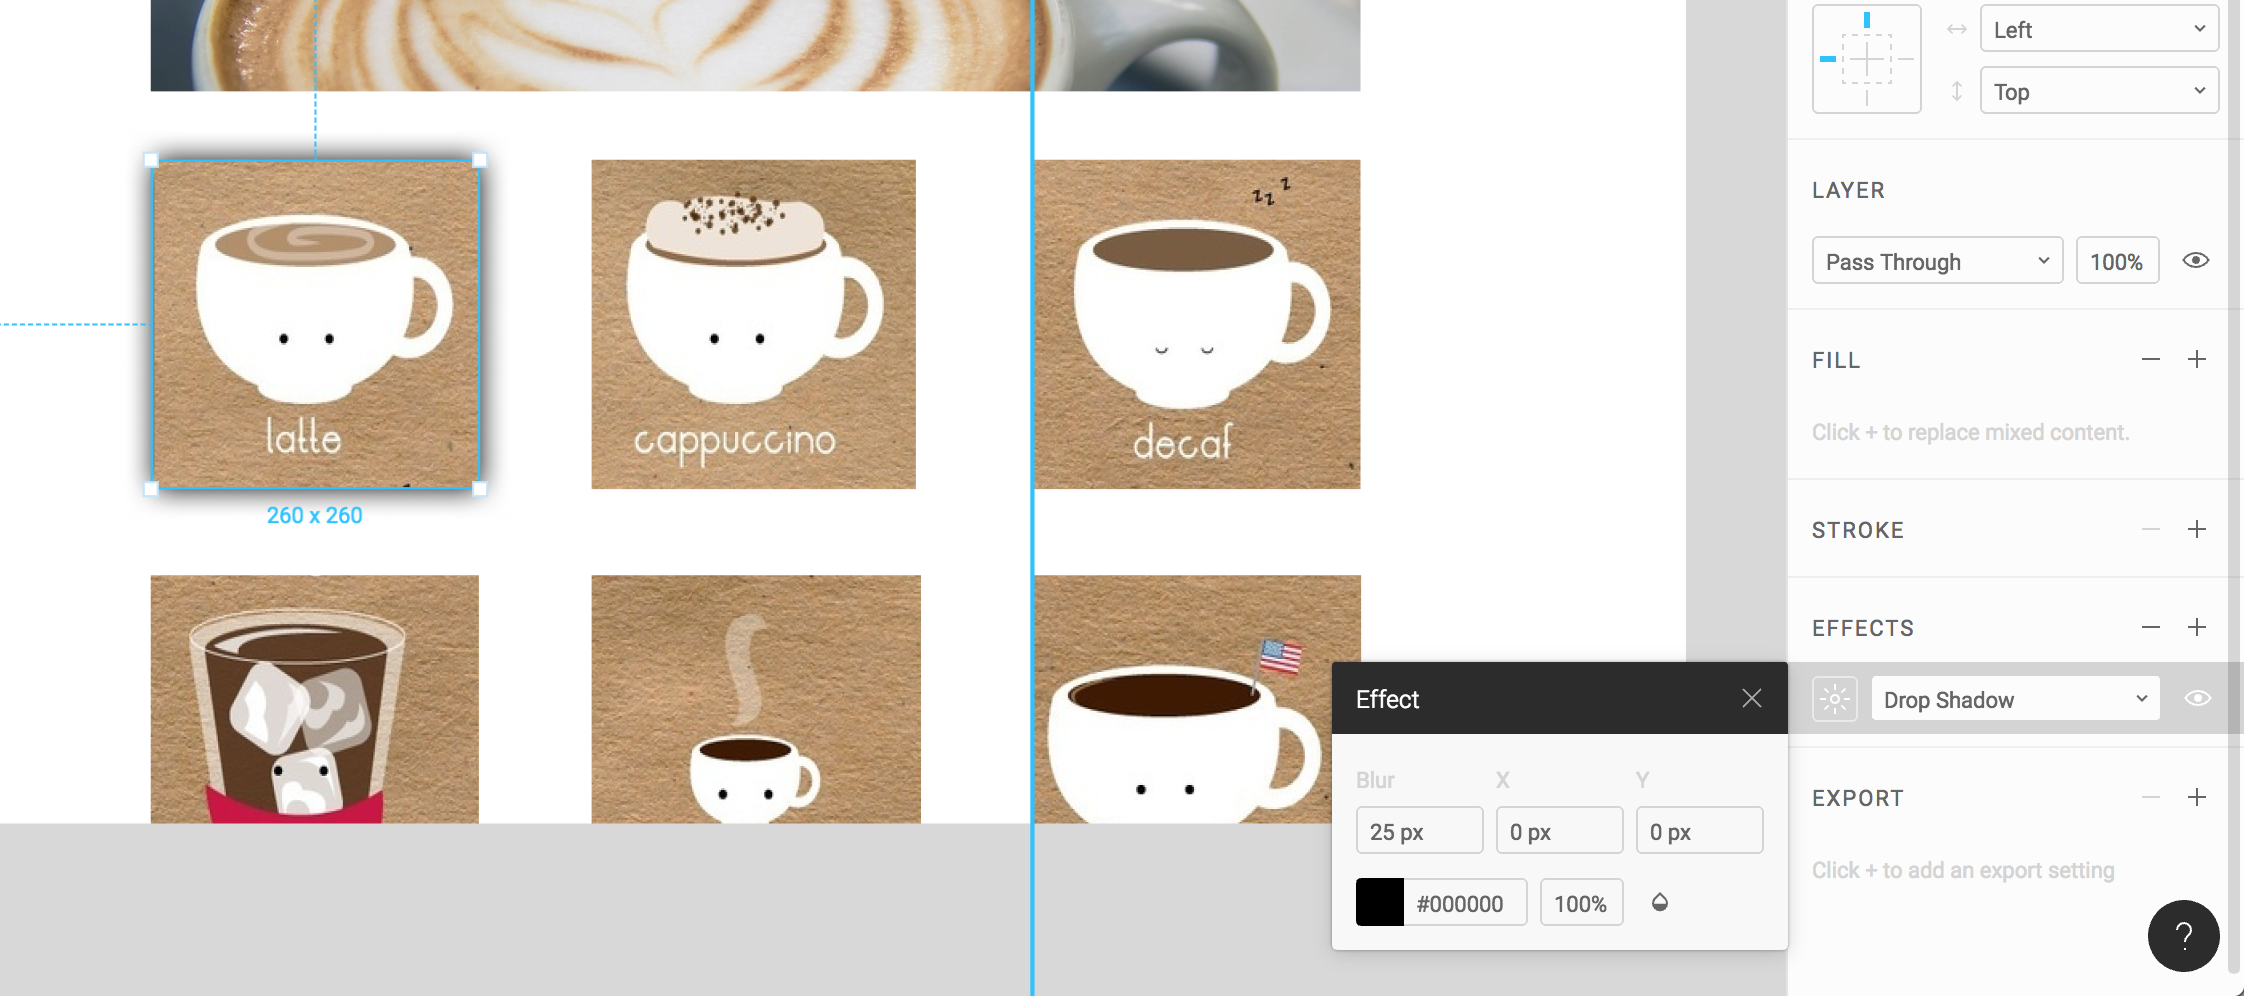 Left
Top
LAYER
Pass Through
100%
FILL
Click + to replace mixed content.
STROKE
EFFECTS
Drop Shadow
EXPORT
Click + to add an export setting
?
zzz
latte
cappuccino
decaf
260 x 260
Effect
Blur
X
Y
25 px
0 px
0 px
#000000
100%